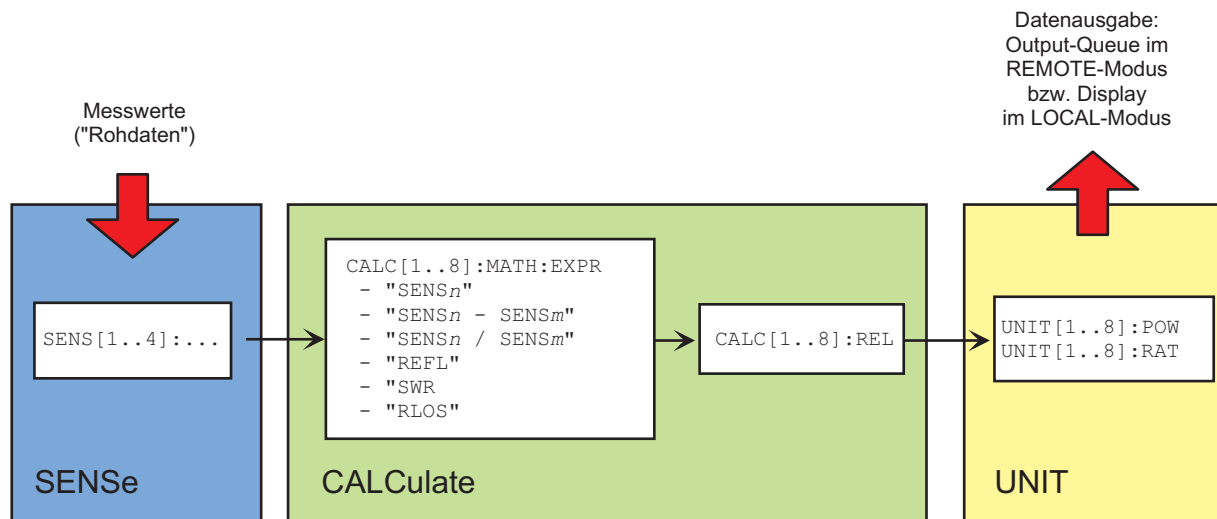 Messwerte
("Rohdaten")
Datenausgabe:
Output-Queue im
REMOTE-Modus
bzw. Display
im LOCAL-Modus
SENS[1..4]:...
SENSe
CALC[1..8]:MATH:EXPR
- "SENSn"
- "SENSn - SENSm"
- "SENSn / SENSm"
- "REFL"
- "SWR
- "RLOS"
CALC[1..8]:REL
CALCulate
UNIT[1..8]:POW
UNIT[1..8]:RAT
UNIT